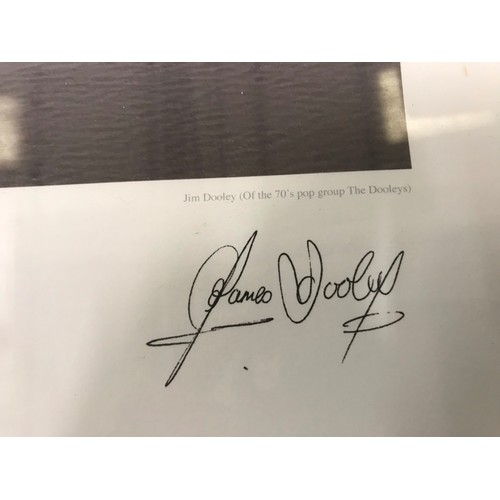 Jim Dooley (Of the 70's pop group The Dooleys)
James Dooley